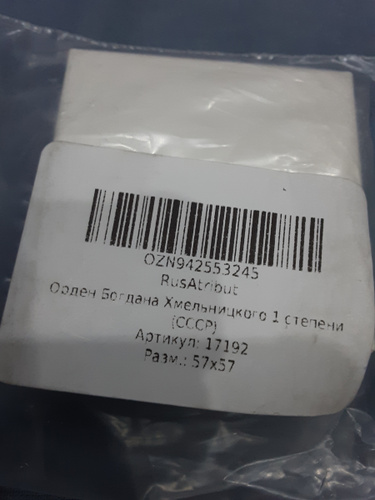 OZN942553245
RusAtribut
Орден Богдана Хмельницкого 1 степени
(СССР)
Артикул: 17192
Разм.: 57x57